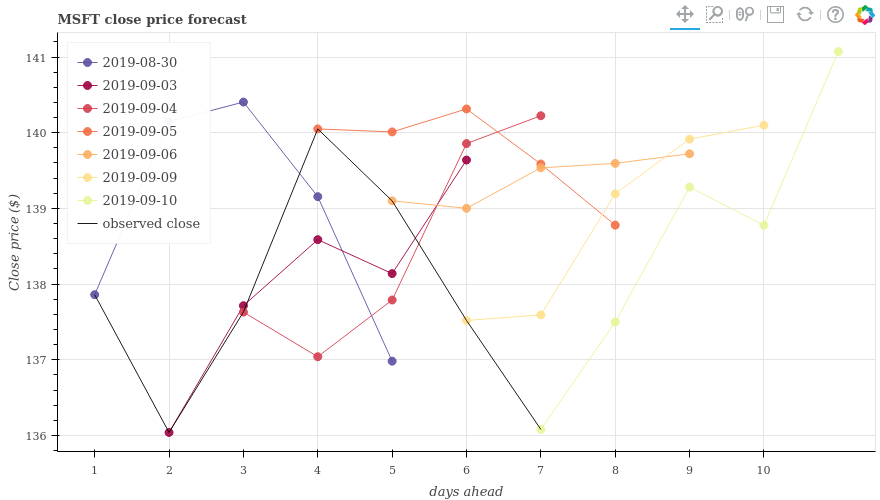 MSFT close price forecast
2019-08-30
2019-09-03
2019-09-04
2019-09-05
2019-09-06
2019-09-09
2019-09-10
observed close
141
140
139
138
137
136
Close price ($)
1 2 3 4 5 6 7 8 9 10
days ahead